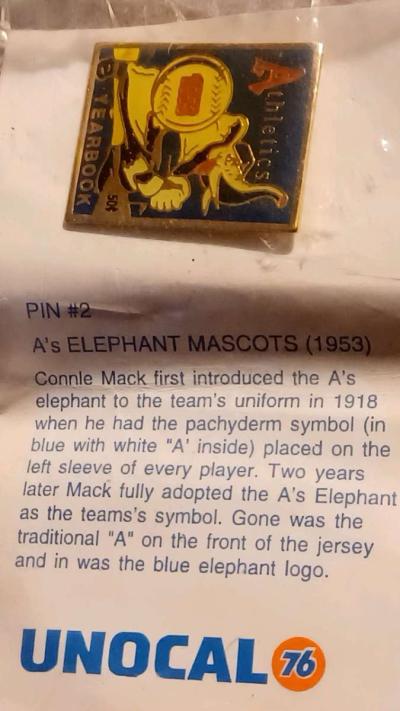 Athletics
YEARBOOK
50¢
PIN #2
A's ELEPHANT MASCOTS (1953)
Connle Mack first introduced the A's
elephant to the team's uniform in 1918
when he had the pachyderm symbol (in
blue with white "A' inside) placed on the
left sleeve of every player. Two years
later Mack fully adopted the A's Elephant
as the teams's symbol. Gone was the
traditional "A" on the front of the jersey
and in was the blue elephant logo.
UNOCAL 76